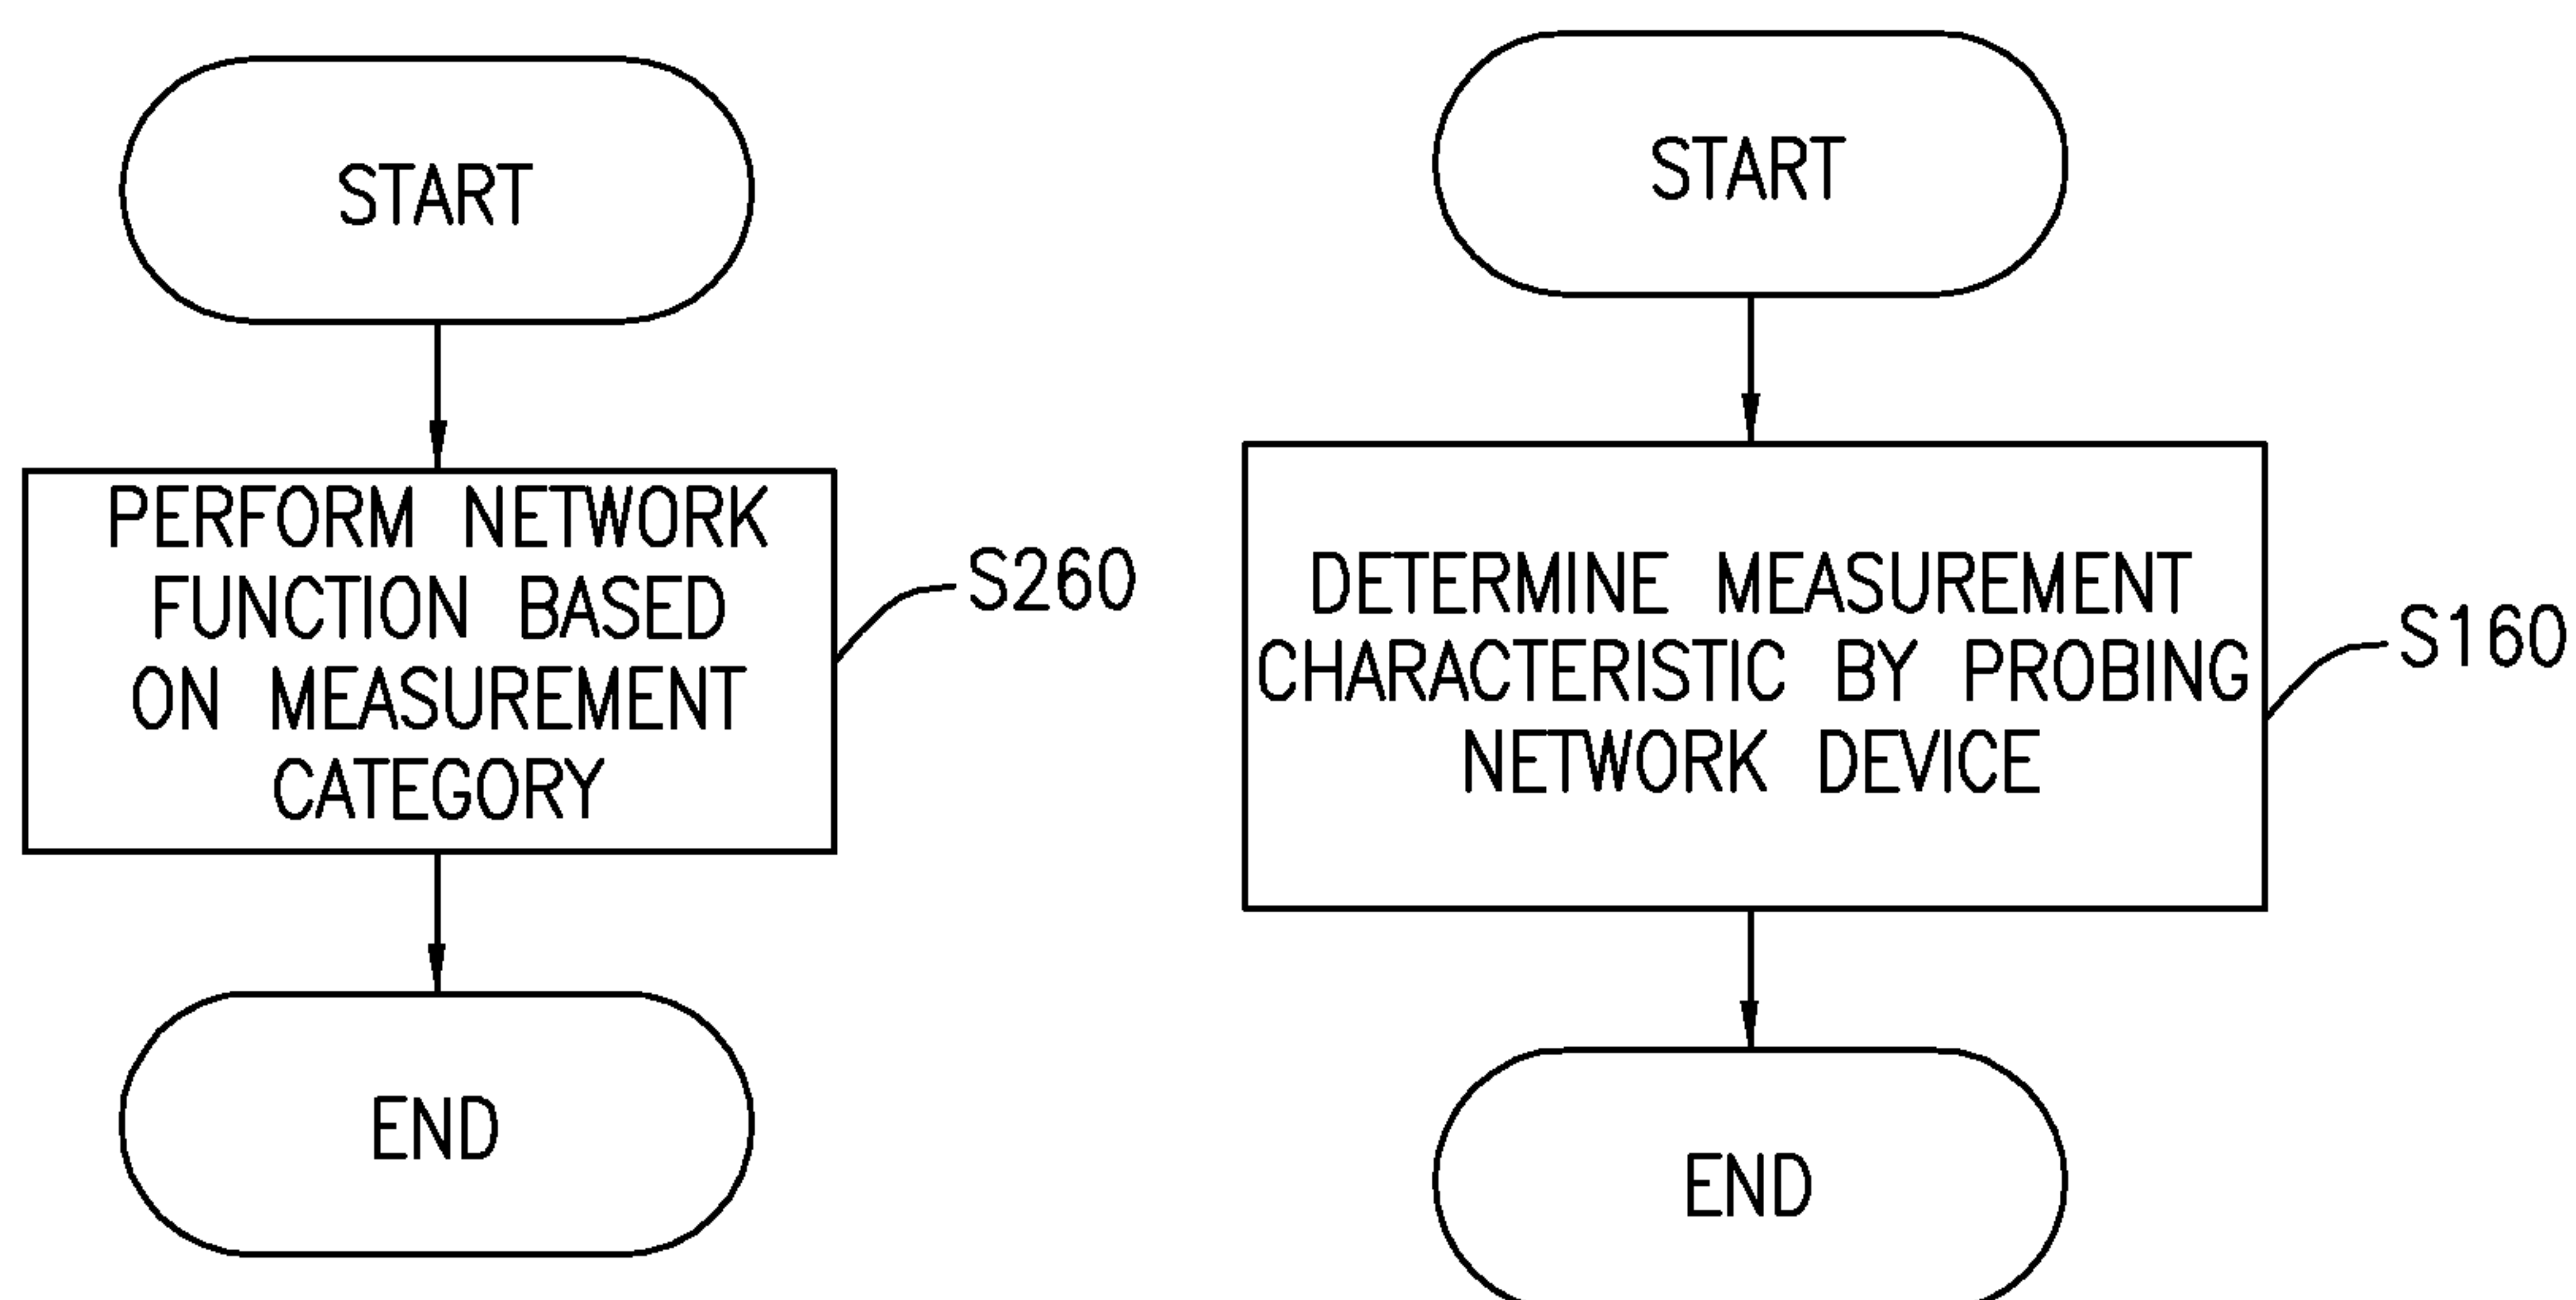 START
PERFORM NETWORK
FUNCTION BASED
ON MEASUREMENT
CATEGORY
S260
END
START
DETERMINE MEASUREMENT
CHARACTERISTIC BY PROBING
NETWORK DEVICE
S160
END